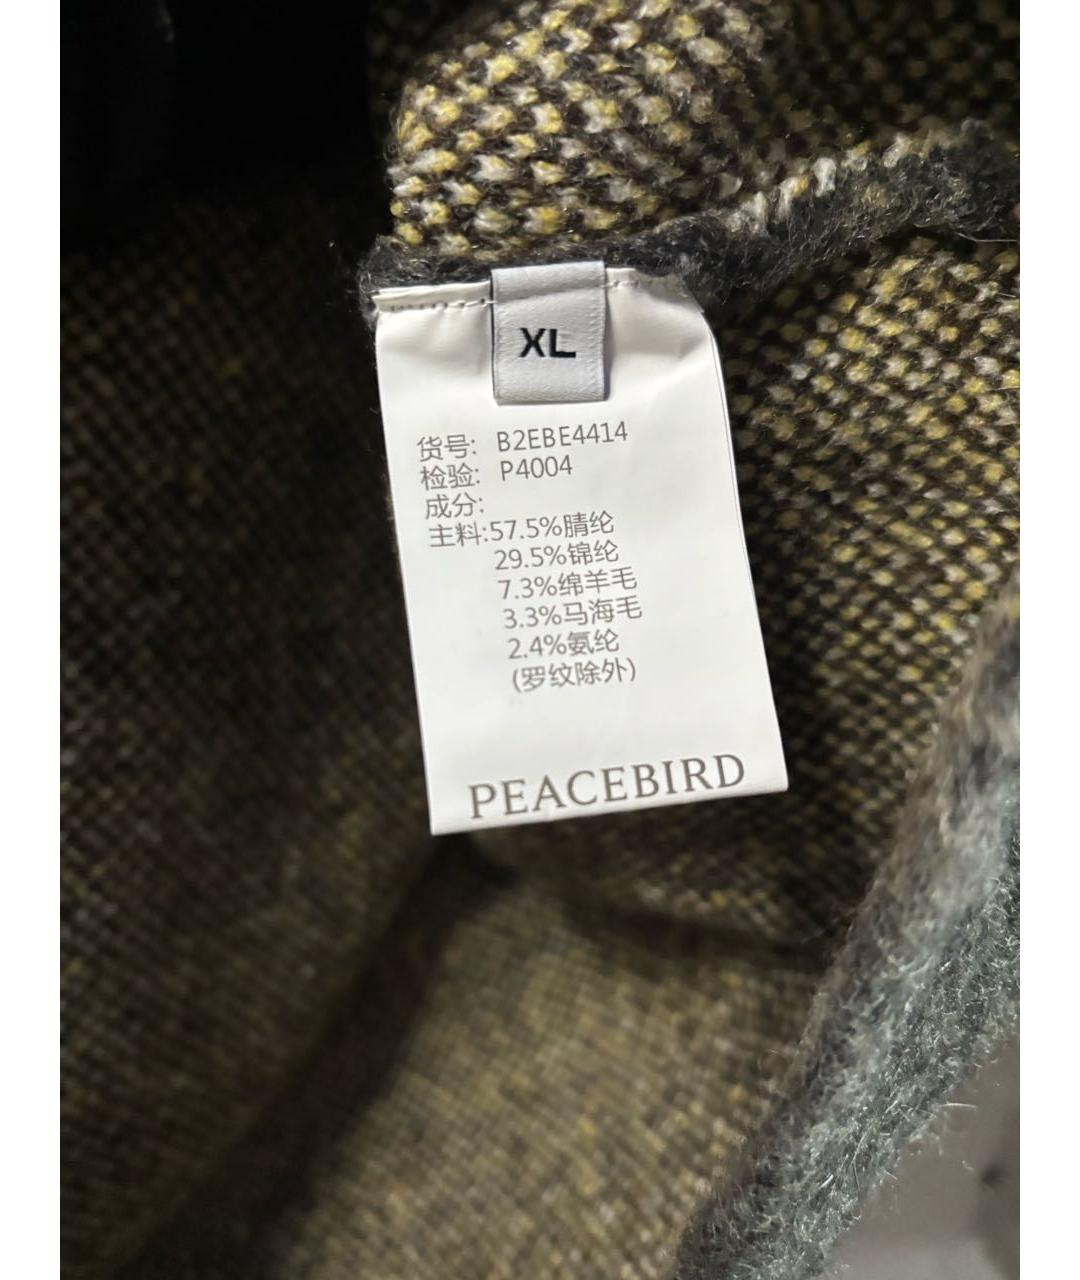 XL
货号: B2EBE4414
检验: P4004
成分:
主料:57.5%腈纶
29.5%锦纶
7.3%绵羊毛
3.3%马海毛
2.4%氨纶
(罗纹除外)
PEACEBIRD